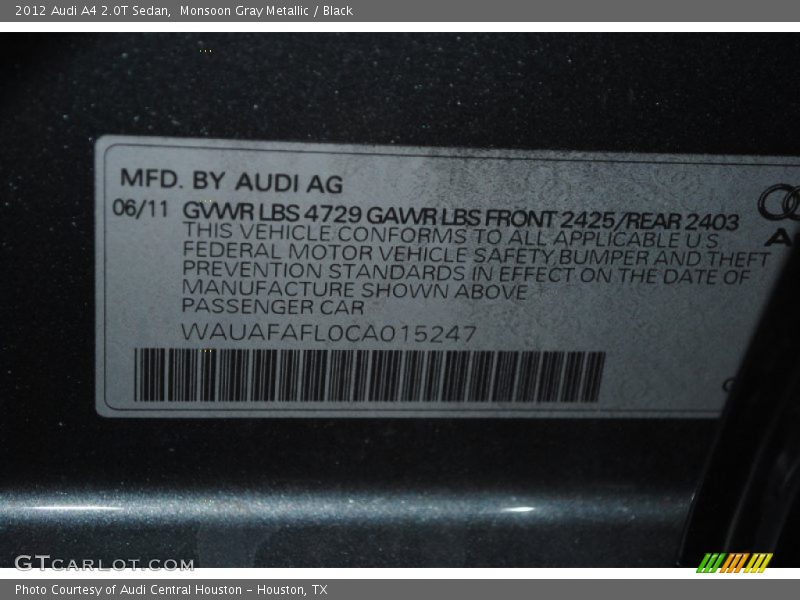 2012 Audi A4 2.0T Sedan, Monsoon Gray Metallic / Black
MFD. BY AUDI AG
06/11 GVWR LBS 4729 GAWR LBS FRONT 2425/REAR 2403
THIS VEHICLE CONFORMS TO ALL APPLICABLE U.S.
FEDERAL MOTOR VEHICLE SAFETY,BUMPER AND THEFT
PREVENTION STANDARDS IN EFFECT ON THE DATE OF
MANUFACTURE SHOWN ABOVE
PASSENGER CAR
WAUAFAFL0CA015247
GTCARLOT.COM
Photo Courtesy of Audi Central Houston - Houston, TX